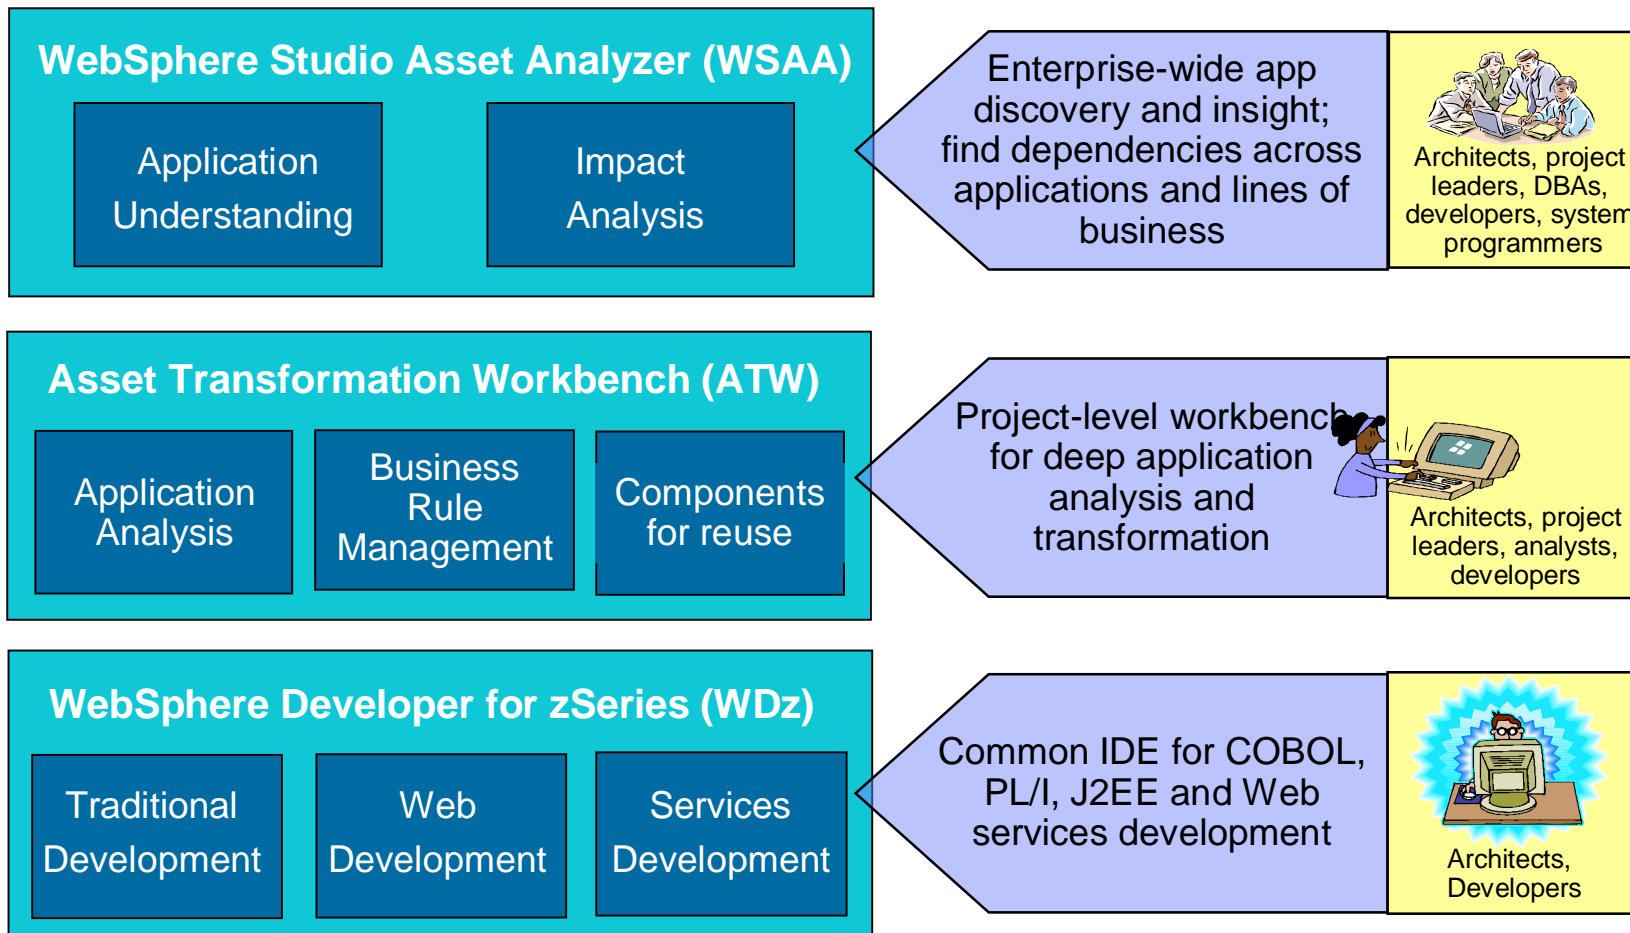 WebSphere Studio Asset Analyzer (WSAA)
Application
Understanding
Impact
Analysis
Enterprise-wide app
discovery and insight;
find dependencies across
applications and lines of
business
Architects, project
leaders, DBAs,
developers, system
programmers
Asset Transformation Workbench (ATW)
Application
Analysis
Business
Rule
Management
Components
for reuse
Project-level workbench
for deep application
analysis and
transformation
Architects, project
leaders, analysts,
developers
WebSphere Developer for zSeries (WDz)
Traditional
Development
Web
Development
Services
Development
Common IDE for COBOL,
PL/I, J2EE and Web
services development
Architects,
Developers